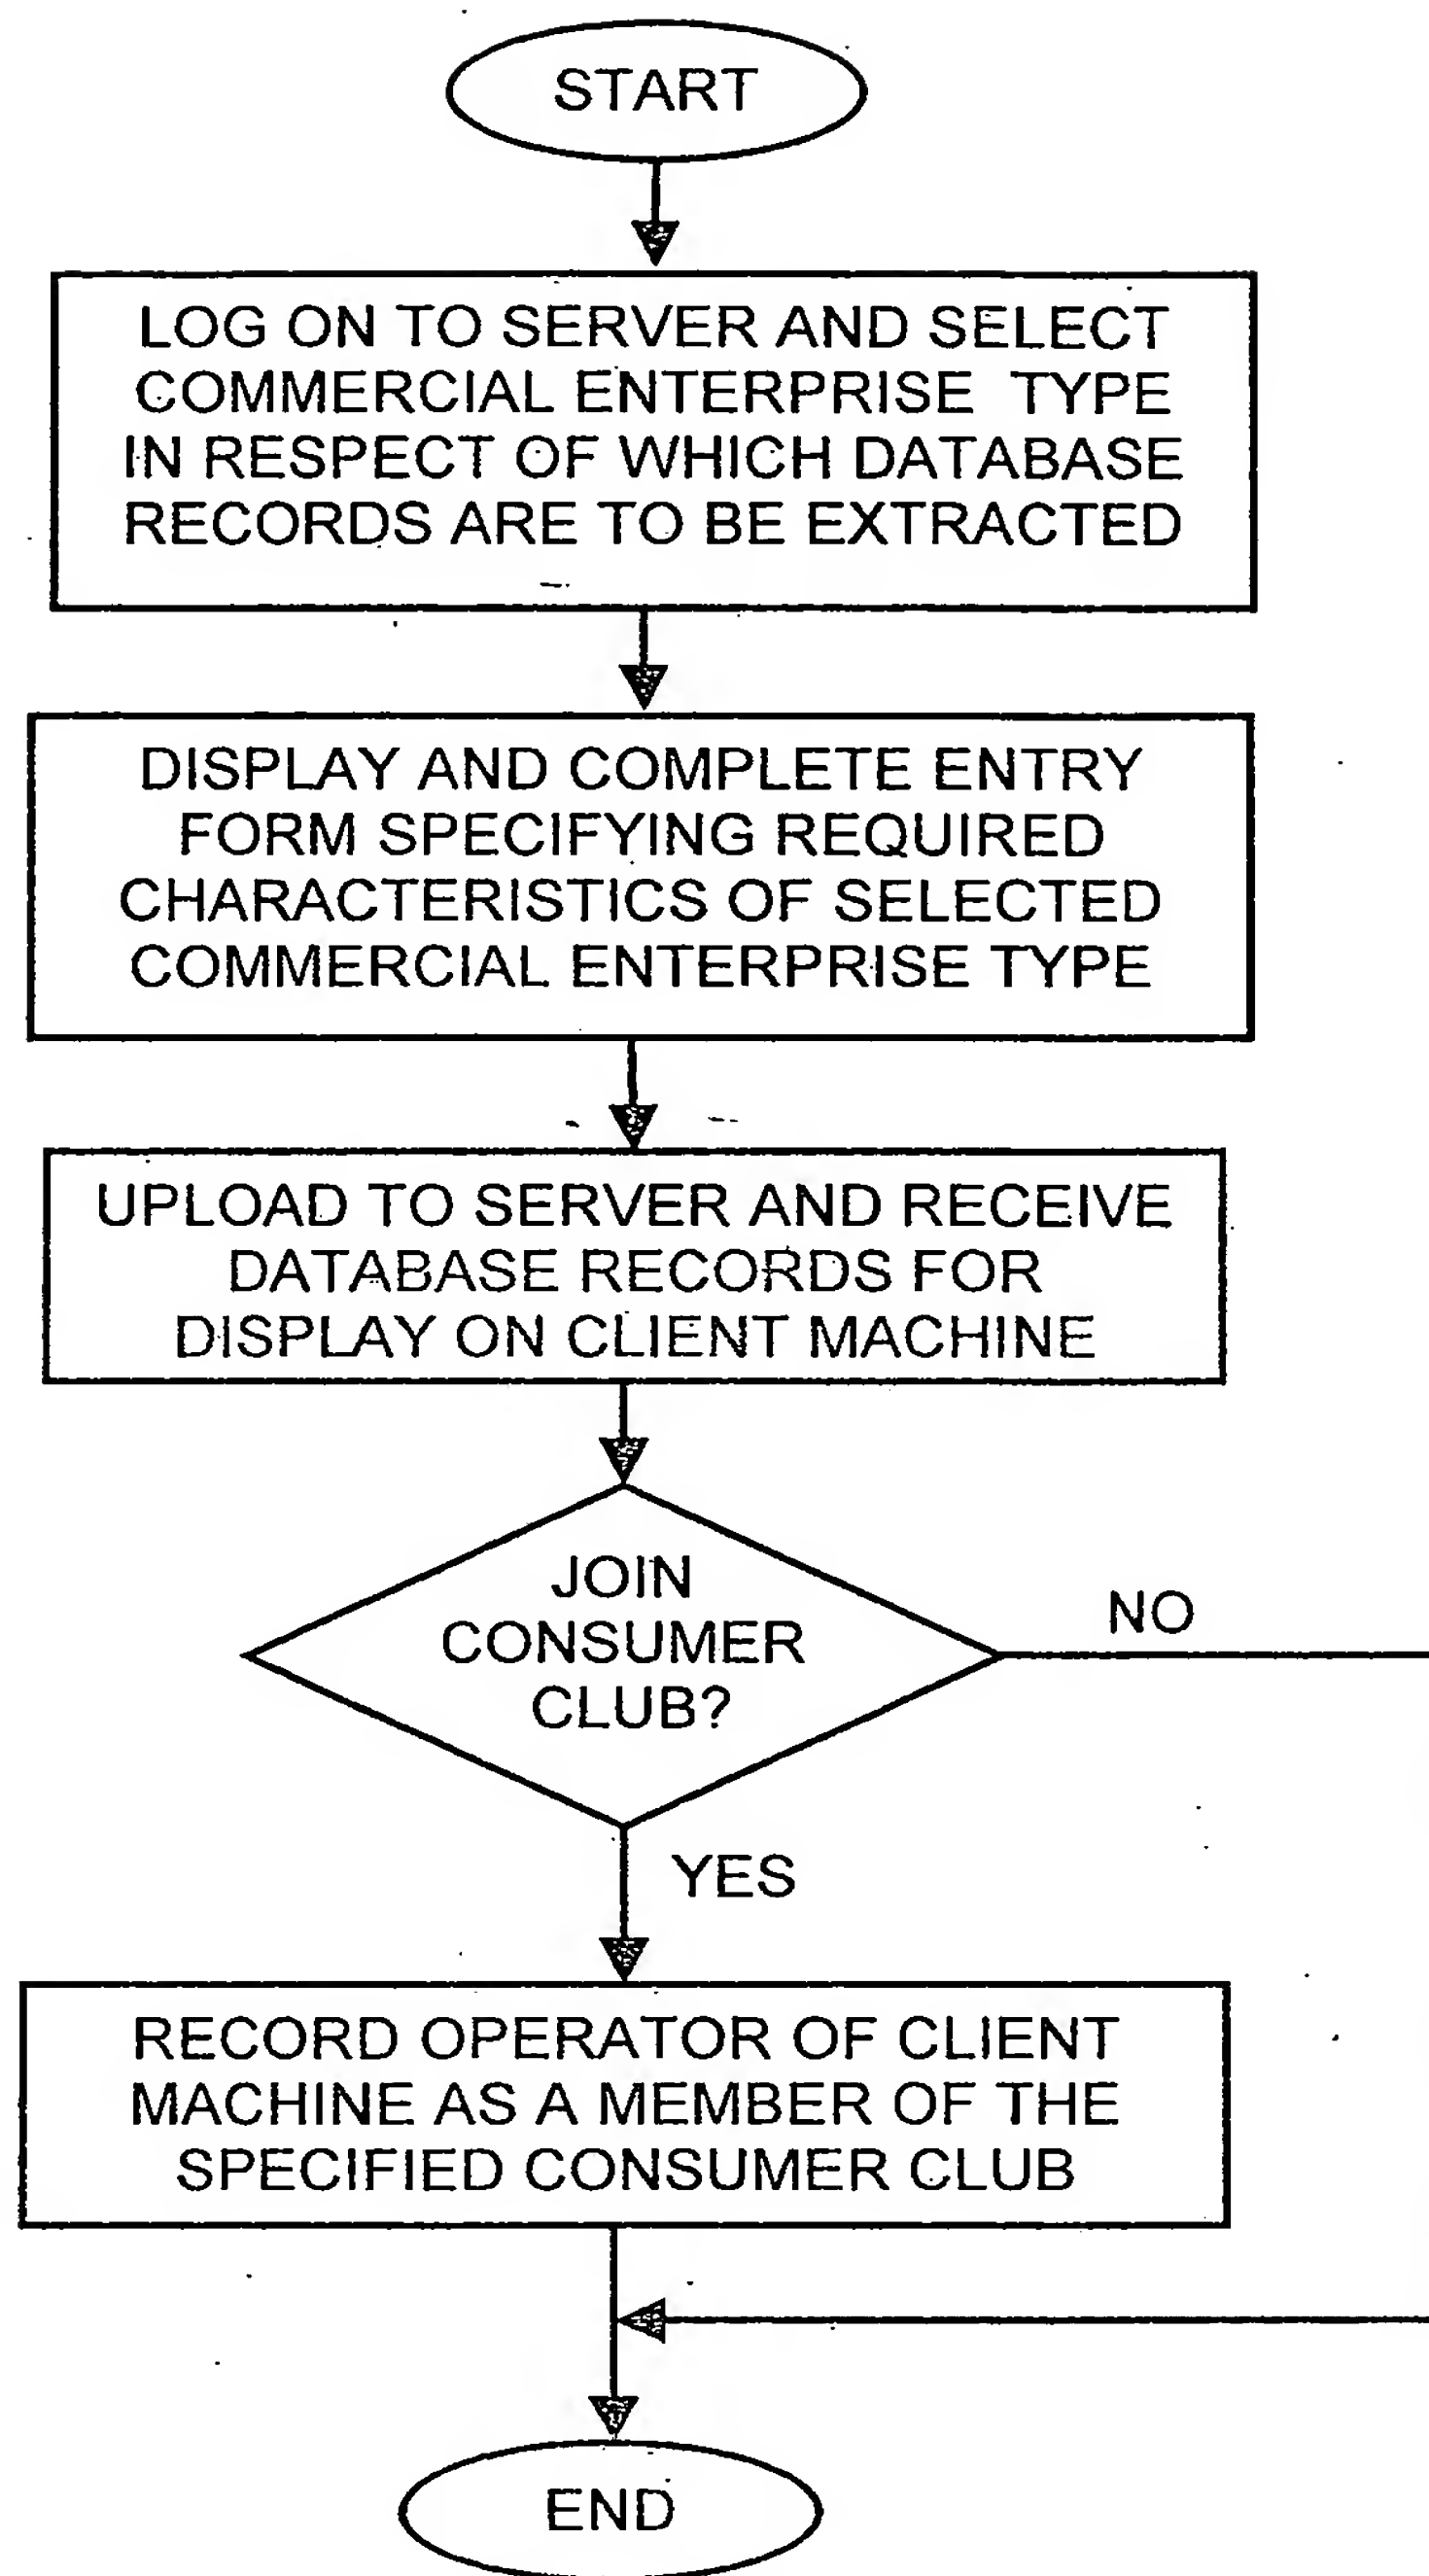 START
LOG ON TO SERVER AND SELECT
COMMERCIAL ENTERPRISE TYPE
IN RESPECT OF WHICH DATABASE
RECORDS ARE TO BE EXTRACTED
DISPLAY AND COMPLETE ENTRY
FORM SPECIFYING REQUIRED
CHARACTERISTICS OF SELECTED
COMMERCIAL ENTERPRISE TYPE
UPLOAD TO SERVER AND RECEIVE
DATABASE RECORDS FOR
DISPLAY ON CLIENT MACHINE
JOIN
CONSUMER
CLUB?
NO
YES
RECORD OPERATOR OF CLIENT
MACHINE AS A MEMBER OF THE
SPECIFIED CONSUMER CLUB
END